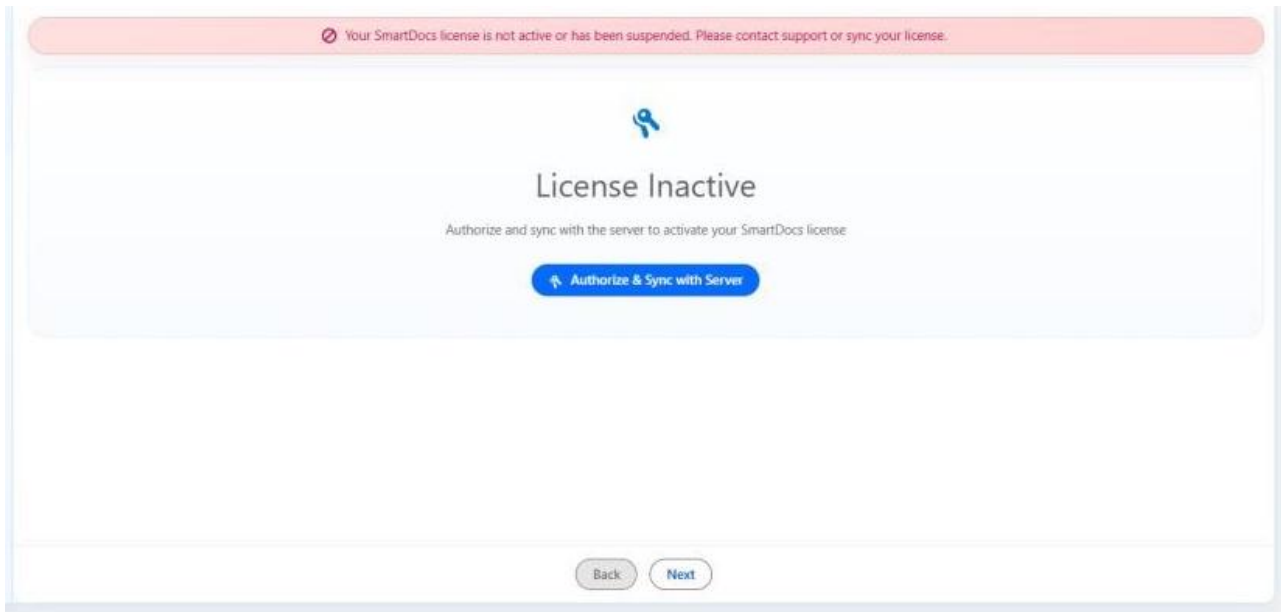 Your SmartDocs license is not active or has been suspended. Please contact support or sync your license.
License Inactive
Authorize and sync with the server to activate your SmartDocs license
Authorize & Sync with Server
Back Next